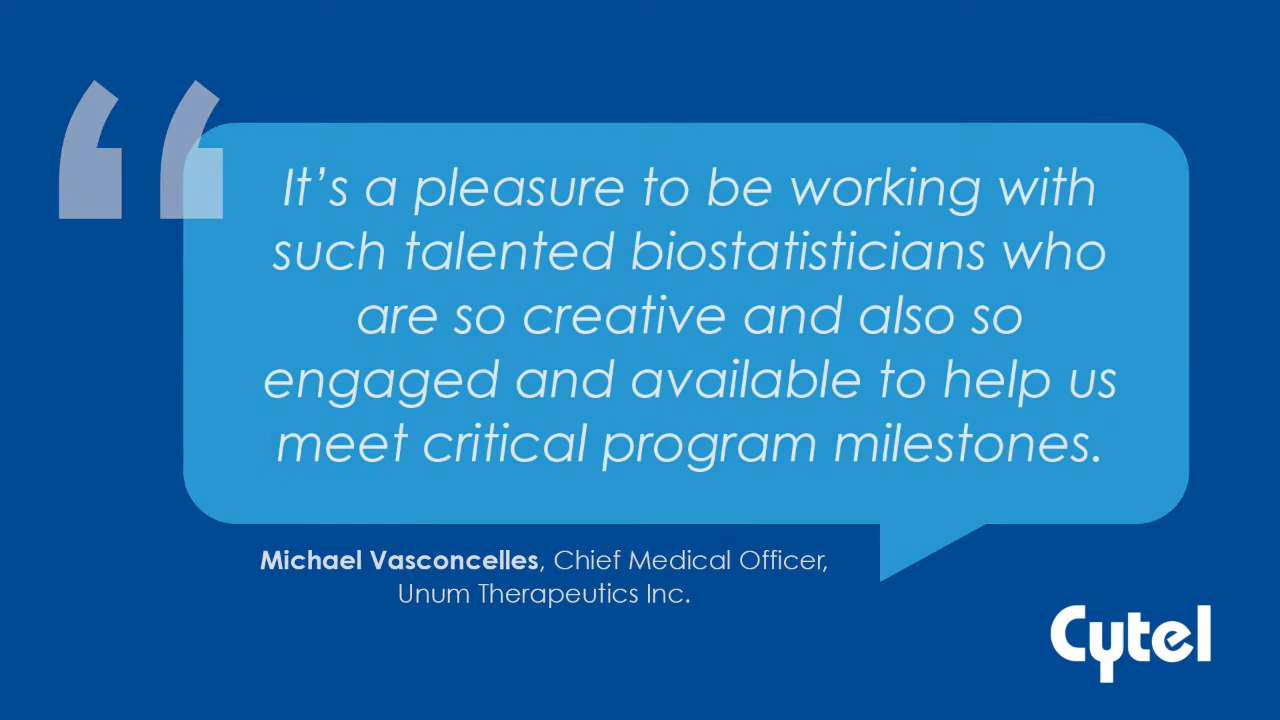 “
It’s a pleasure to be working with
such talented biostatisticians who
are so creative and also so
engaged and available to help us
meet critical program milestones.
Michael Vasconcelles, Chief Medical Officer,
Unum Therapeutics Inc.
Cytel